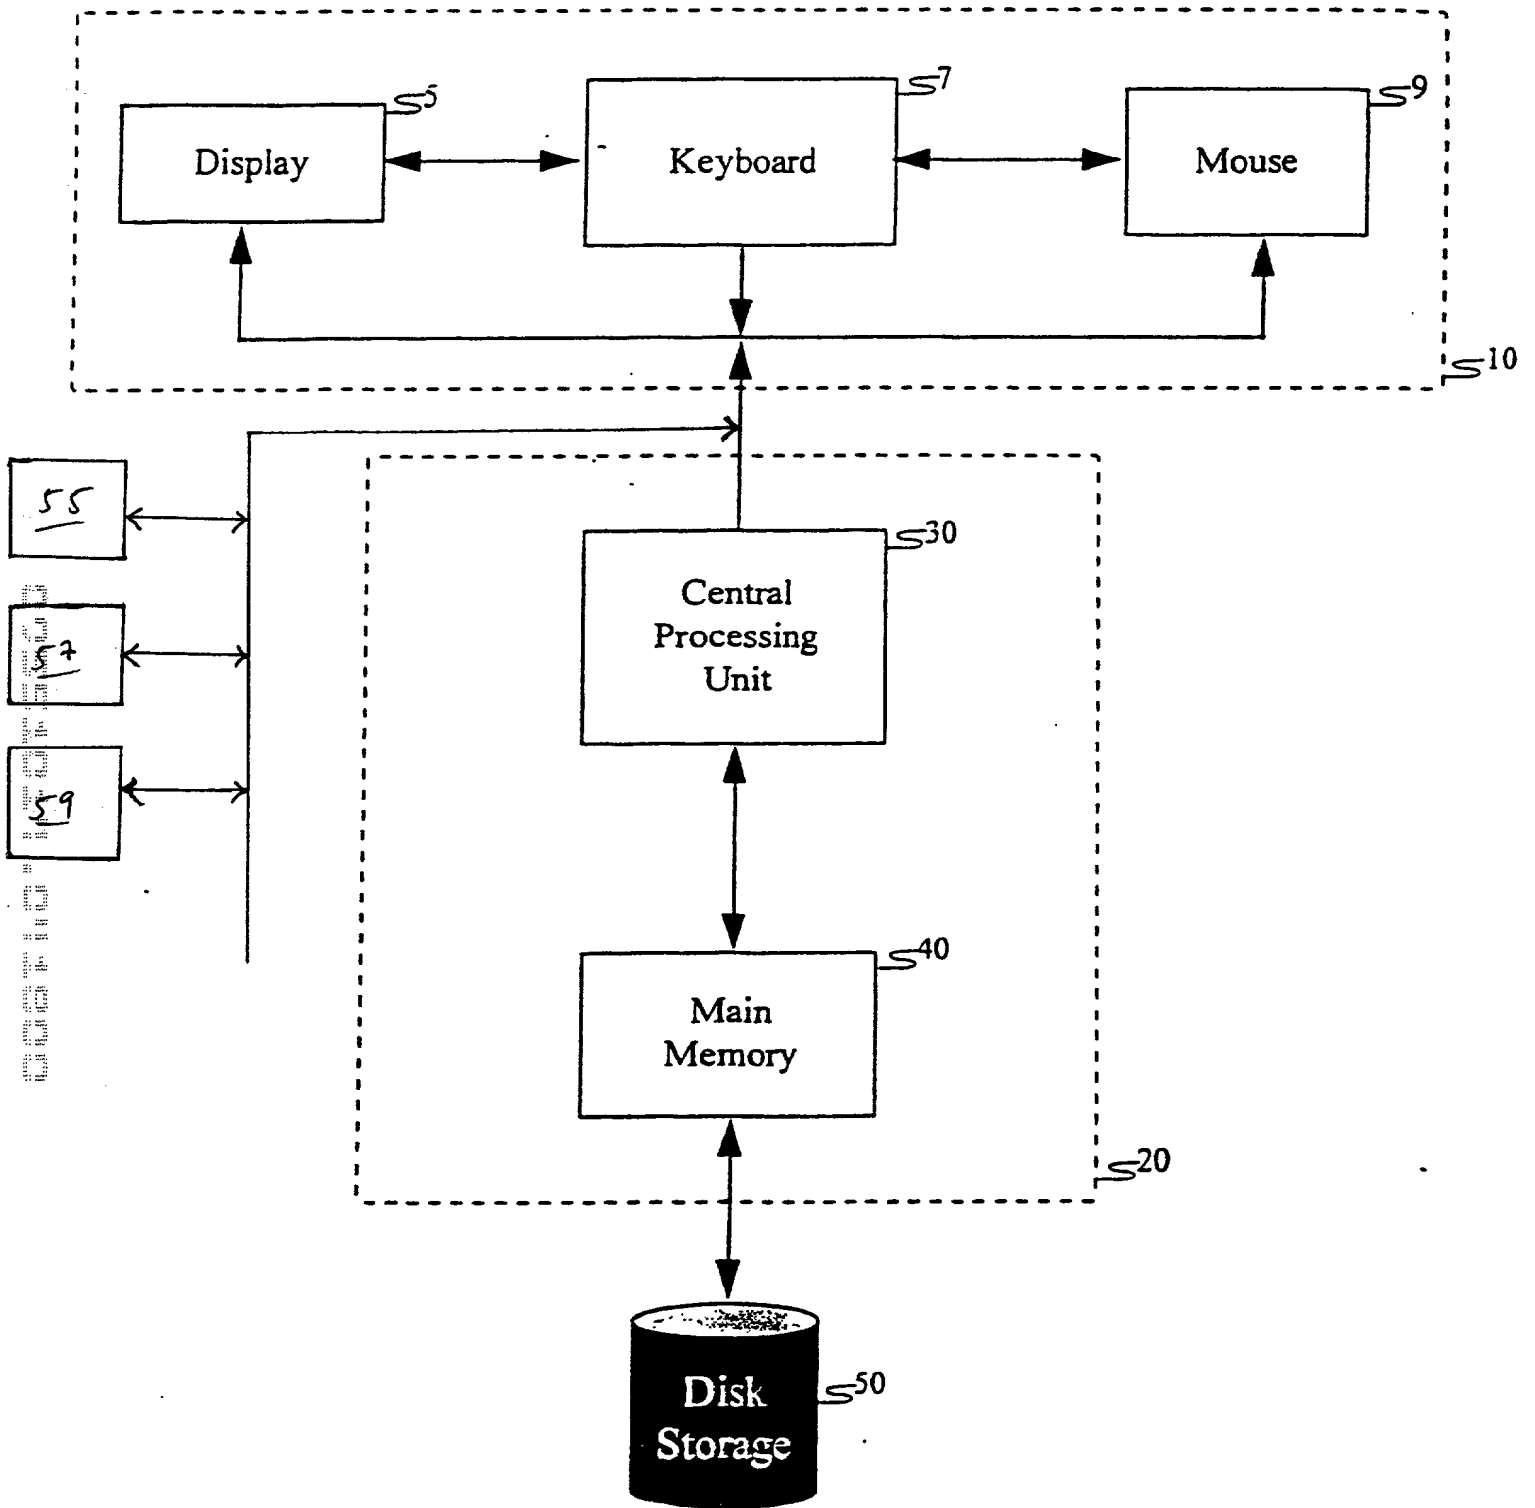 5
7
9
Display
Keyboard
Mouse
10
55
57
59
30
Central
Processing
Unit
40
Main
Memory
20
50
Disk
Storage